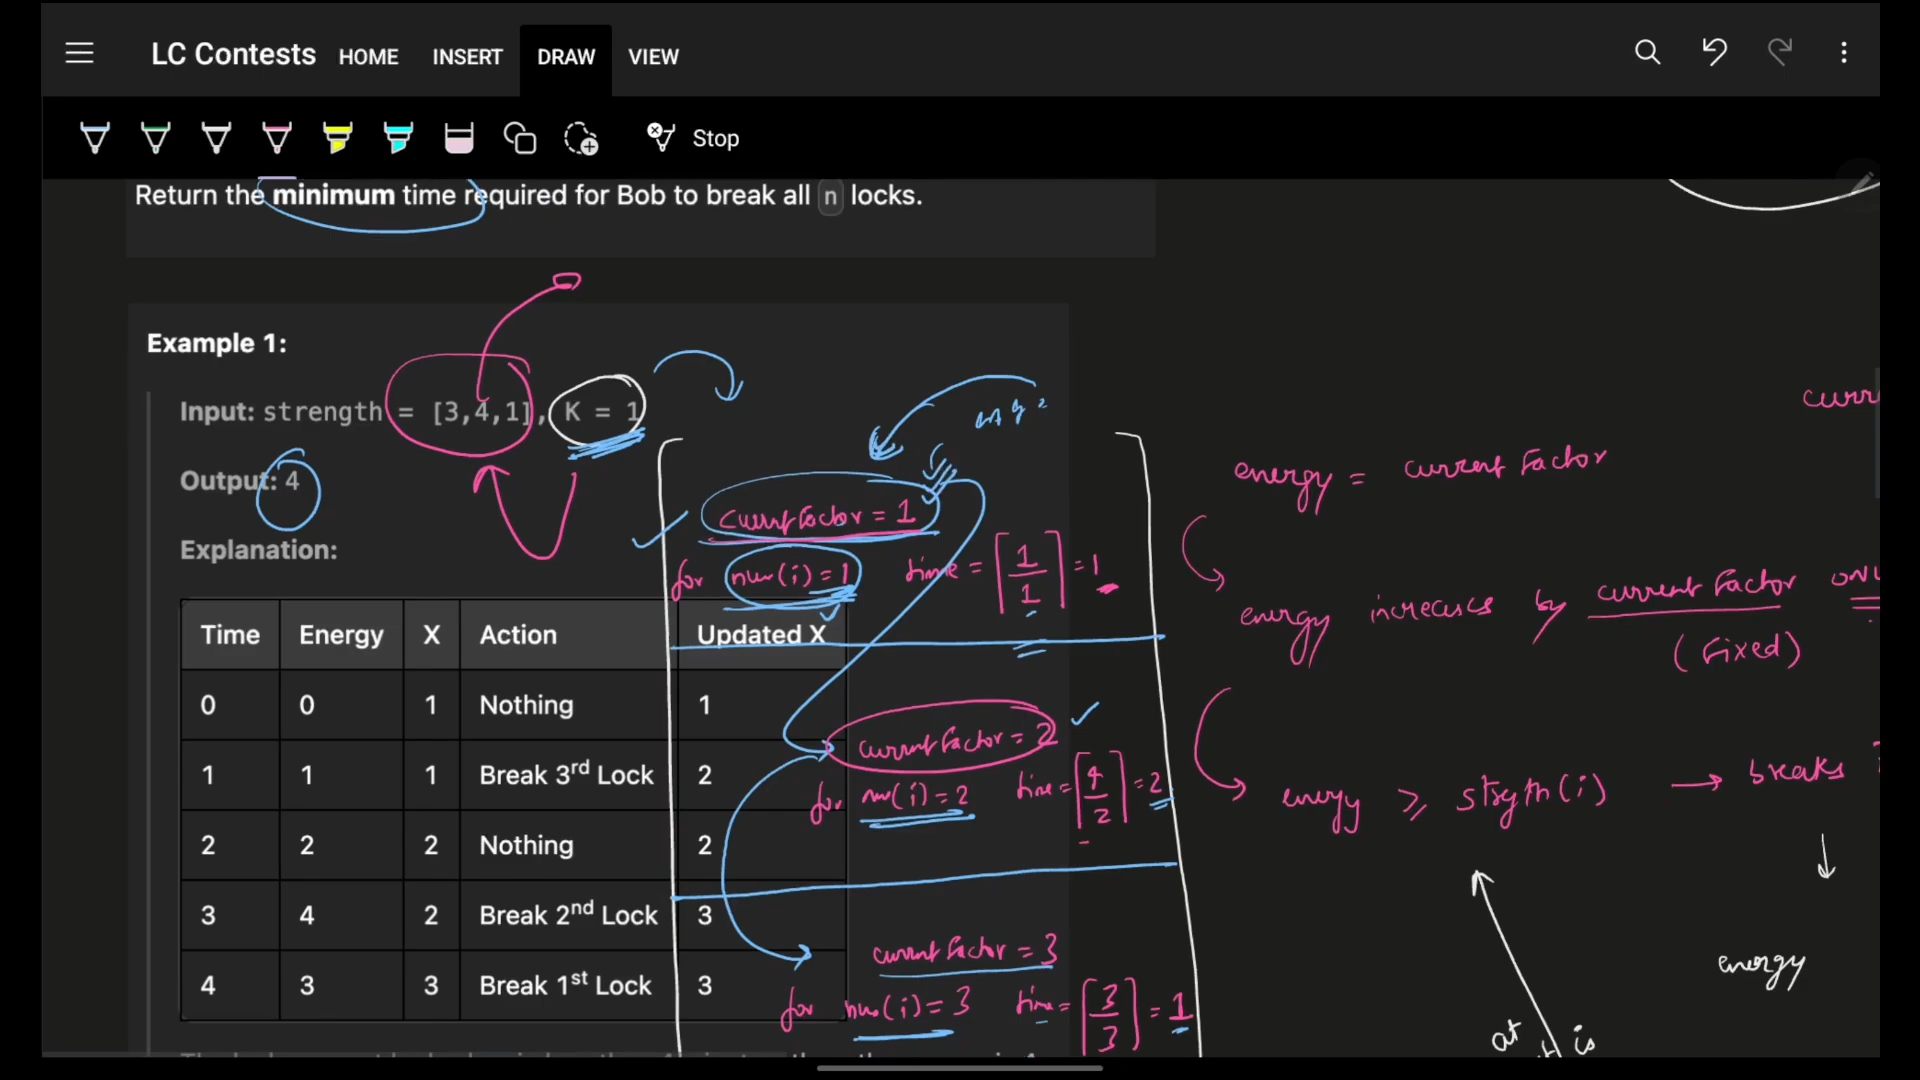 LC Contests HOME INSERT DRAW VIEW
Stop
Return the minimum time required for Bob to break all n locks.
Example 1:
Input: strength = [3,4,1], K = 1
Output: 4
Explanation:
Time Energy X Action Updated X
0 0 1 Nothing 1
1 1 1 Break 3rd Lock 2
2 2 2 Nothing 2
3 4 2 Break 2nd Lock 3
4 3 3 Break 1st Lock 3
currentfactor = 1
for num(i) = 1 time = ⌈1/1⌉ = 1
currentfactor = 2
for num(i) = 2 time = ⌈4/2⌉ = 2
current factor = 3
for num(i) = 3 time = ⌈3/3⌉ = 1
energy = current factor
energy increases by current factor
(fixed)
energy ≥ strength(i) → breaks
energy
at
is